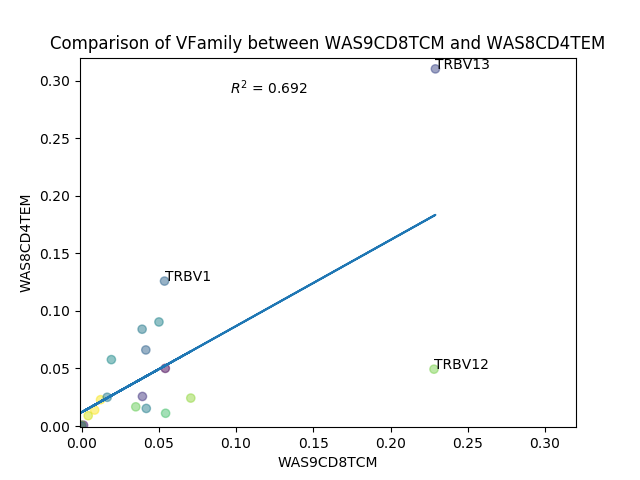 Comparison of VFamily between WAS9CD8TCM and WAS8CD4TEM
TRBV13
R² = 0.692
TRBV1
TRBV12
0.30
0.25
0.20
0.15
0.10
0.05
0.00
WAS8CD4TEM
0.00 0.05 0.10 0.15 0.20 0.25 0.30
WAS9CD8TCM